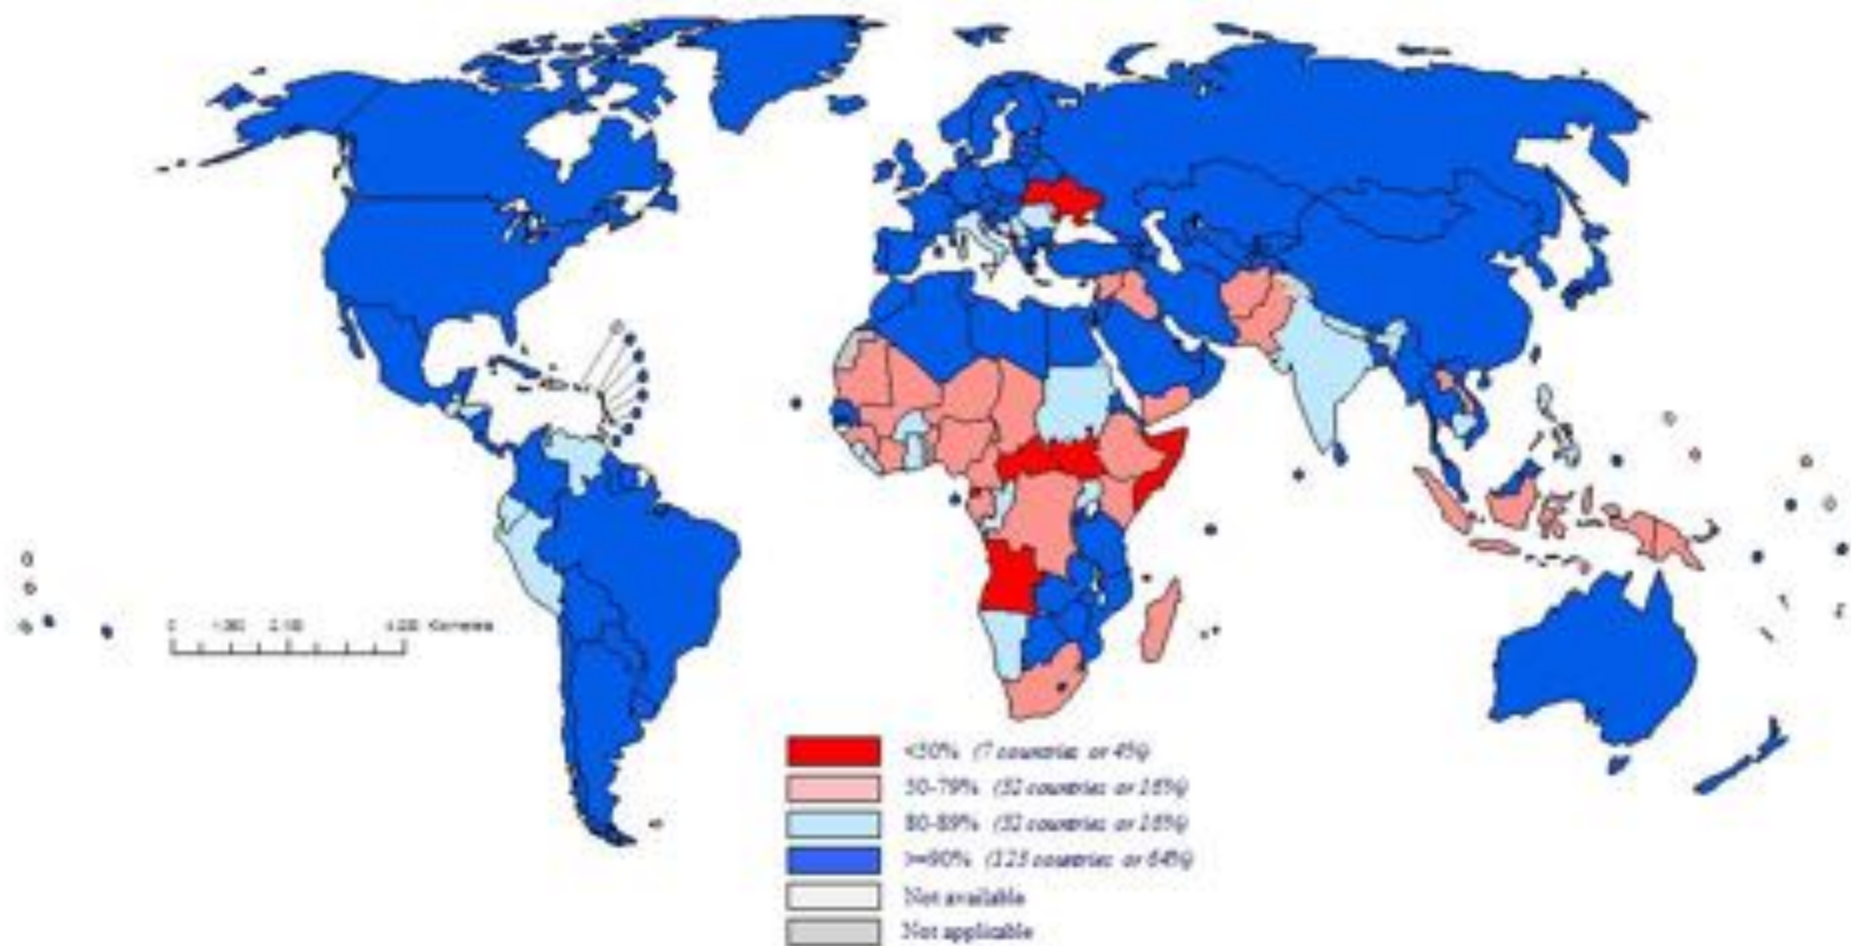 <50% (7 countries or 4%)
50-79% (32 countries or 16%)
80-89% (32 countries or 16%)
>=90% (123 countries or 64%)
Not available
Not applicable